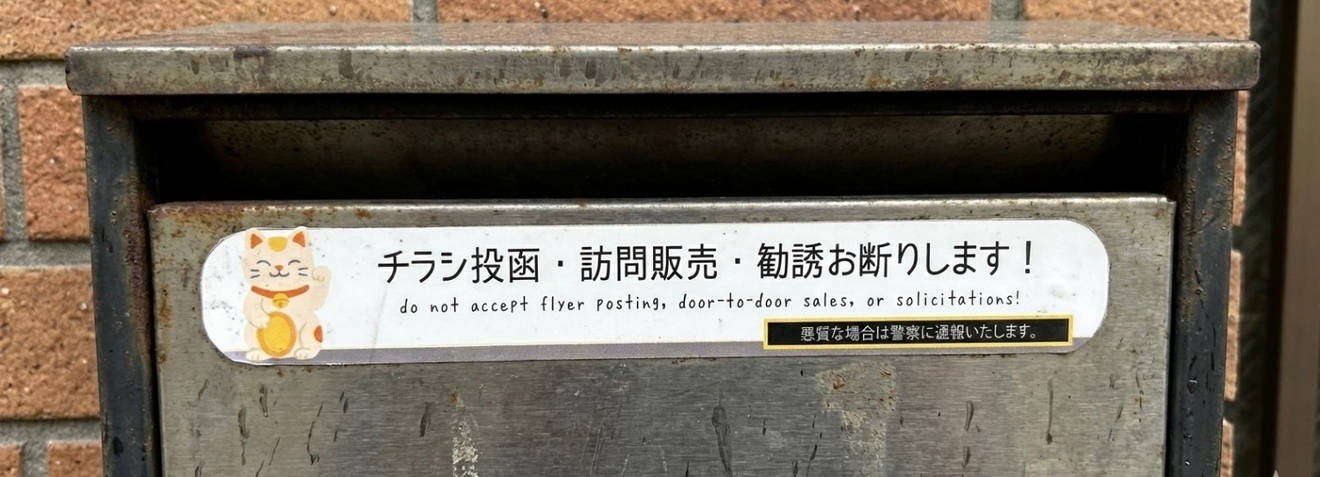 チラシ投函・訪問販売・勧誘お断りします！
do not accept flyer posting, door-to-door sales, or solicitations!
悪質な場合は警察に通報いたします。